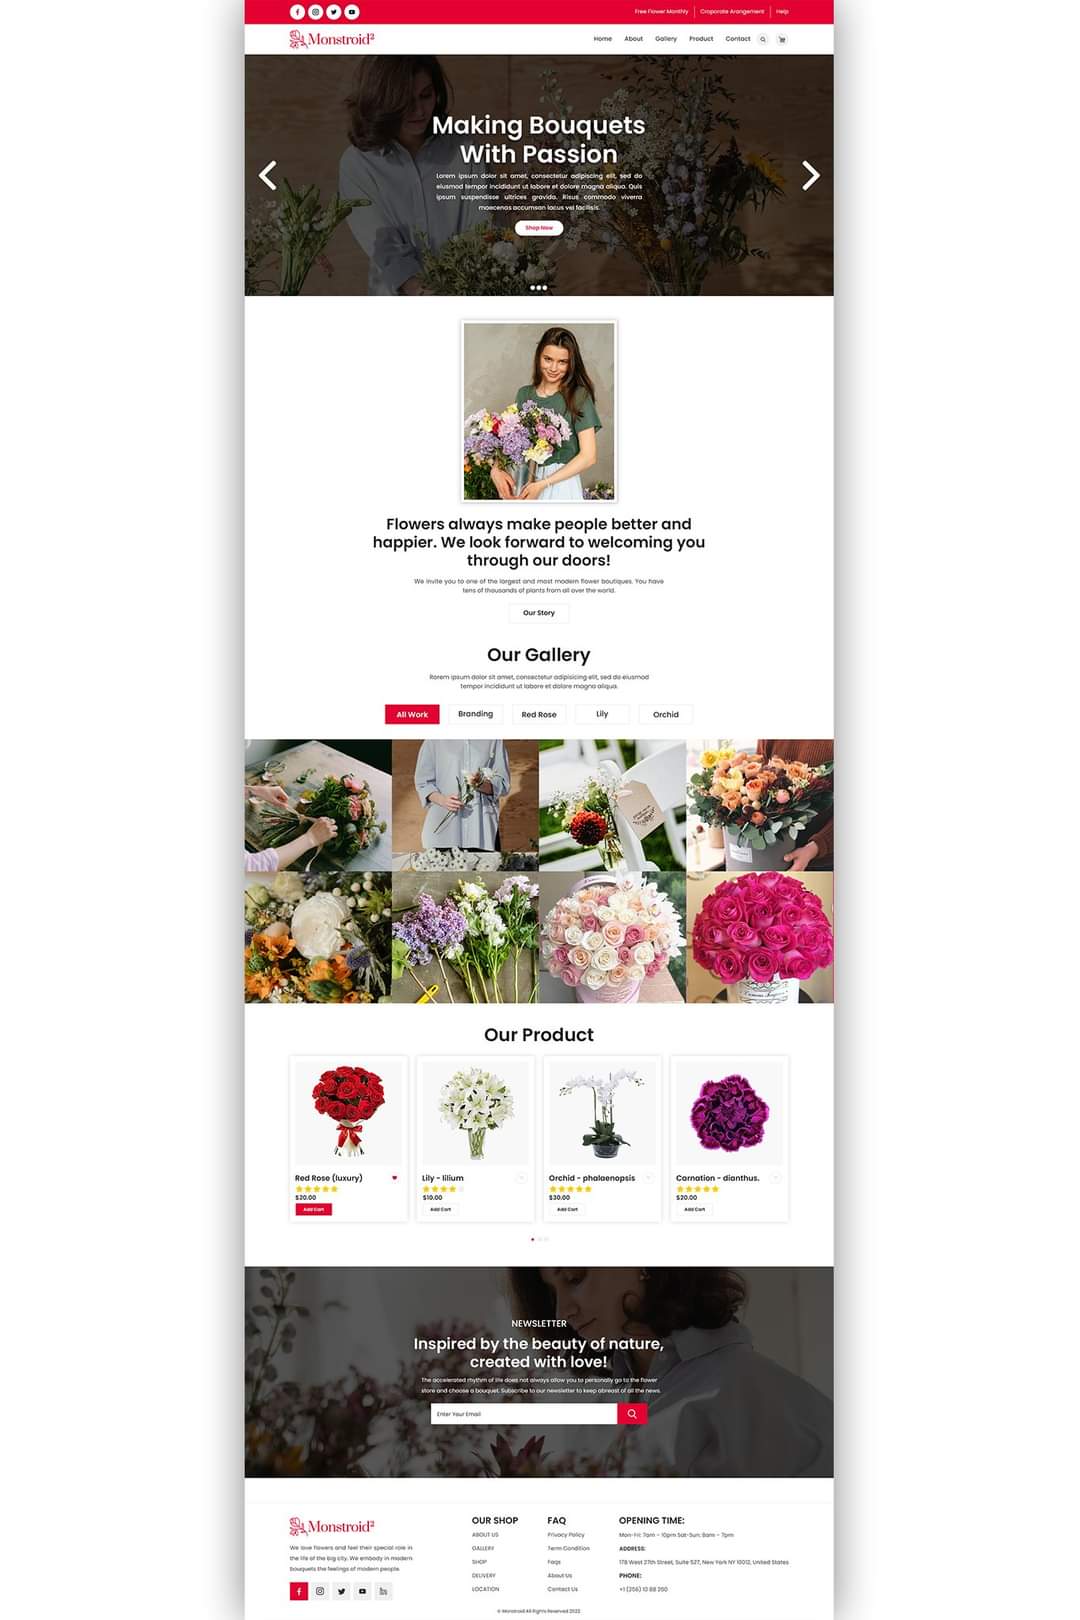 Free Flower Monthly
Croporate Arangement
Help
Monstroid²
Home About Gallery Product Contact
Making Bouquets
With Passion
Lorem ipsum dolor sit amet, consectetur adipiscing elit, sed do
eiusmod tempor incididunt ut labore et dolore magna aliqua. Quis
ipsum suspendisse ultrices gravida. Risus commodo viverra
maecenas accumsan lacus vel facilisis.
Shop Now
Flowers always make people better and
happier. We look forward to welcoming you
through our doors!
We invite you to one of the largest and most modern flower boutiques. You have
tens of thousands of plants from all over the world.
Our Story
Our Gallery
Rorem ipsum dolor sit amet, consectetur adipisicing elit, sed do eiusmod
tempor incididunt ut labore et dolore magna aliqua.
All Work
Branding
Red Rose
Lily
Orchid
Our Product
Red Rose (luxury)
$20.00
Add Cart
Lily - lilium
$10.00
Add Cart
Orchid - phalaenopsis
$30.00
Add Cart
Carnation - dianthus.
$20.00
Add Cart
NEWSLETTER
Inspired by the beauty of nature,
created with love!
The accelerated rhythm of life does not always allow you to personally go to the flower
store and choose a bouquet. Subscribe to our newsletter to keep abreast of all the news.
Enter Your Email
Monstroid²
We love flowers and feel their special role in
the life of the big city. We embody in modern
bouquets the feelings of modern people.
OUR SHOP
ABOUT US
GALLERY
SHOP
DELIVERY
LOCATION
FAQ
Privacy Policy
Term Condition
Faqs
About Us
Contact Us
OPENING TIME:
Mon-Fri: 7am – 10pm Sat-Sun: 8am – 7pm
ADDRESS:
178 West 27th Street, Suite 527, New York NY 10012, United States
PHONE:
+1 (256) 10 88 260
© Monstroid All Rights Reserved 2022